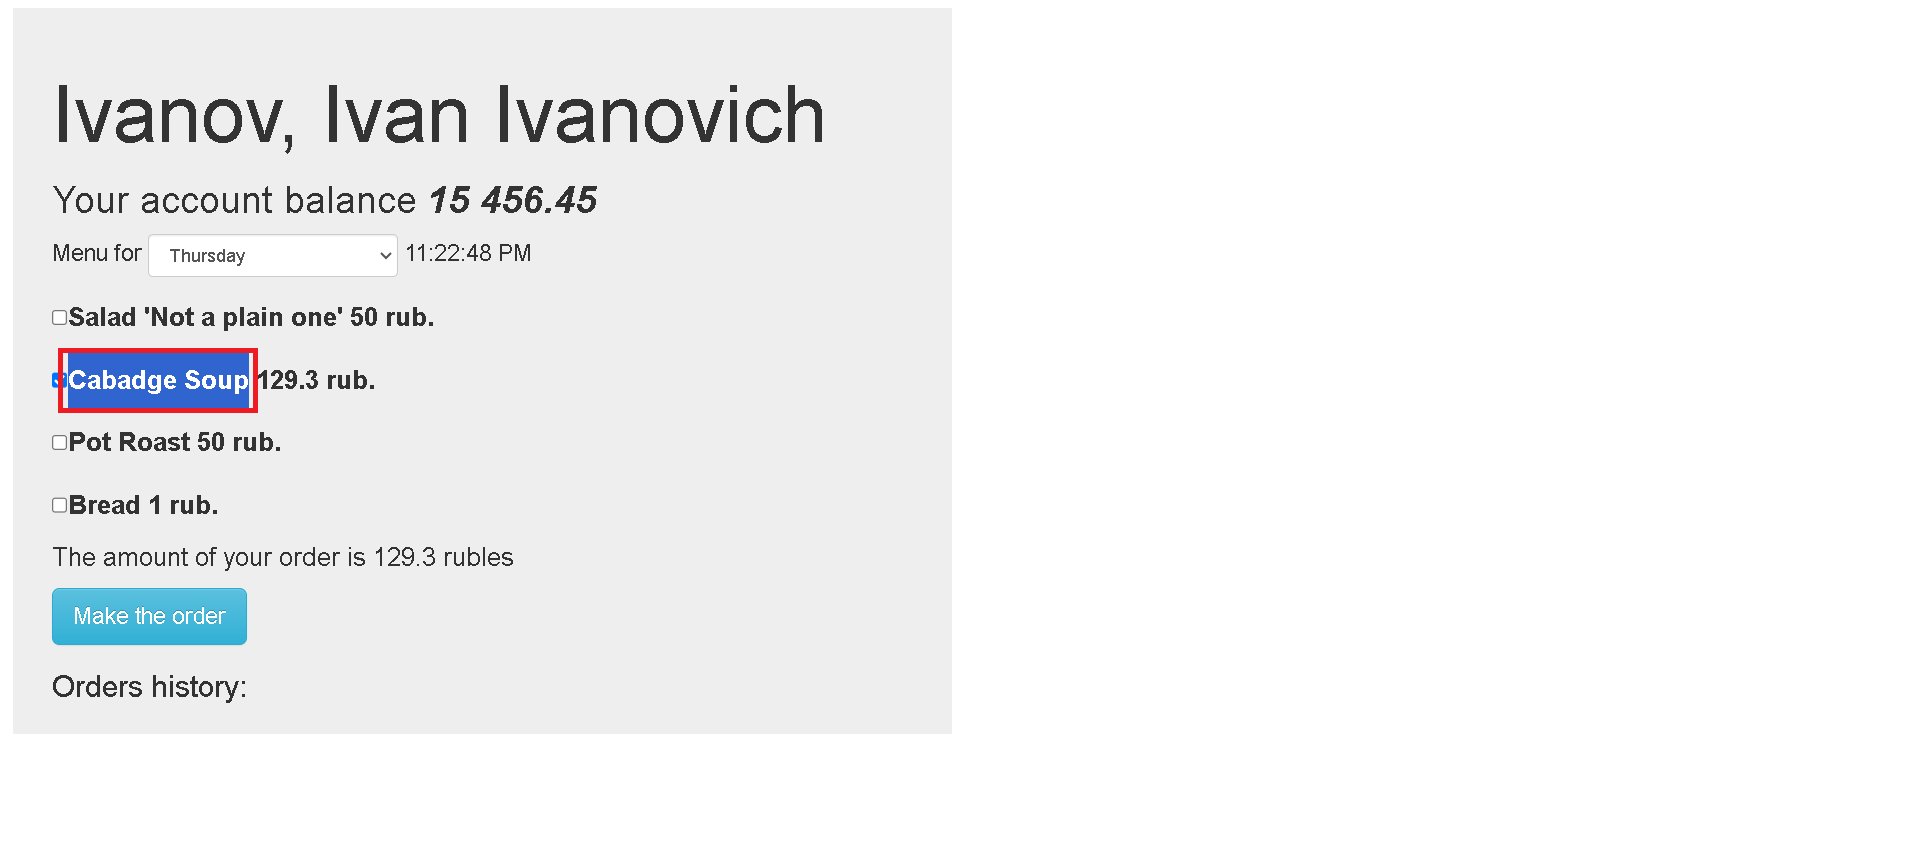 Ivanov, Ivan Ivanovich
Your account balance 15 456.45
Menu for Thursday 11:22:48 PM
Salad 'Not a plain one' 50 rub.
Cabadge Soup 129.3 rub.
Pot Roast 50 rub.
Bread 1 rub.
The amount of your order is 129.3 rubles
Make the order
Orders history: